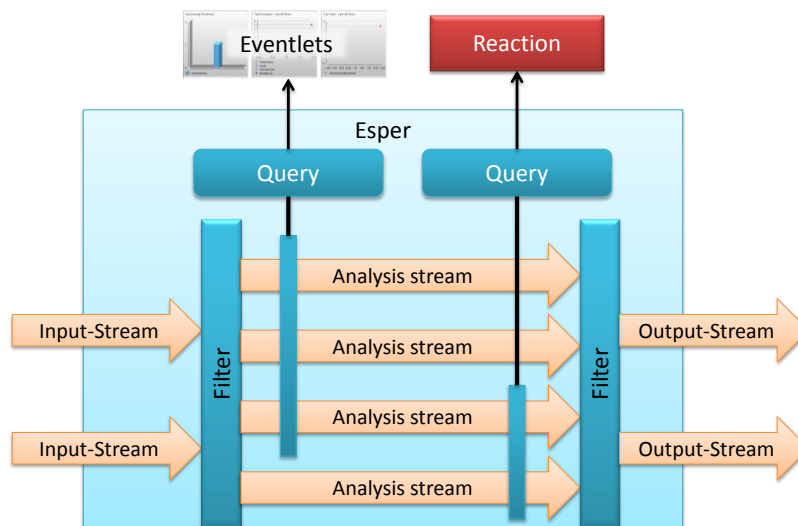 Eventlets
Reaction
Esper
Query
Query
Analysis stream
Input-Stream
Analysis stream
Output-Stream
Filter
Filter
Analysis stream
Input-Stream
Output-Stream
Analysis stream